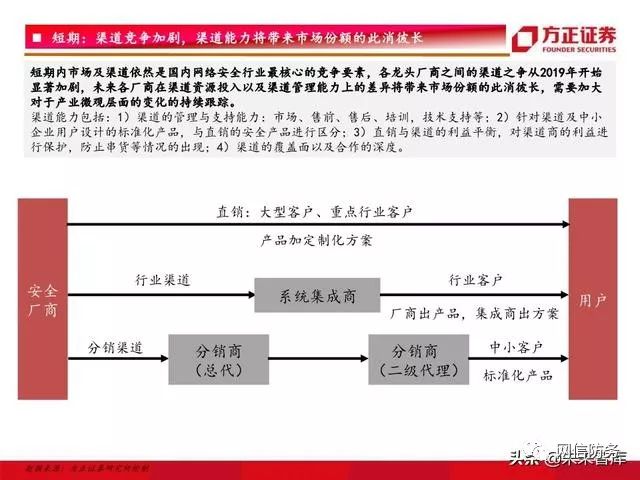 方正证券
FOUNDER SECURITIES
短期：渠道竞争加剧，渠道能力将带来市场份额的此消彼长
短期内市场及渠道依然是国内网络安全行业最核心的竞争要素，各龙头厂商之间的渠道之争从2019年开始
显著加剧，未来各厂商在渠道资源投入以及渠道管理能力上的差异将带来市场份额的此消彼长，需要加大
对于产业微观层面的变化的持续跟踪。
渠道能力包括：1）渠道的管理与支持能力：市场、售前、售后、培训，技术支持等；2）针对渠道及中小
企业用户设计的标准化产品，与直销的安全产品进行区分；3）直销与渠道的利益平衡，对渠道商的利益进
行保护，防止串货等情况的出现；4）渠道的覆盖面以及合作的深度。
直销：大型客户、重点行业客户
产品加定制化方案
安全
厂商
行业渠道
系统集成商
行业客户
厂商出产品，集成商出方案
用户
分销渠道
分销商
（总代）
分销商
（二级代理）
中小客户
标准化产品
数据来源：方正证券研究所绘制
网信防务
头条@未来智库